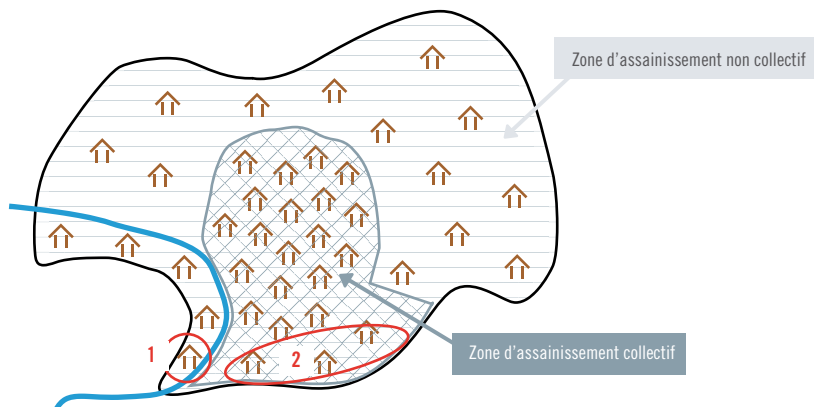 Zone d'assainissement non collectif
Zone d'assainissement collectif
1
2